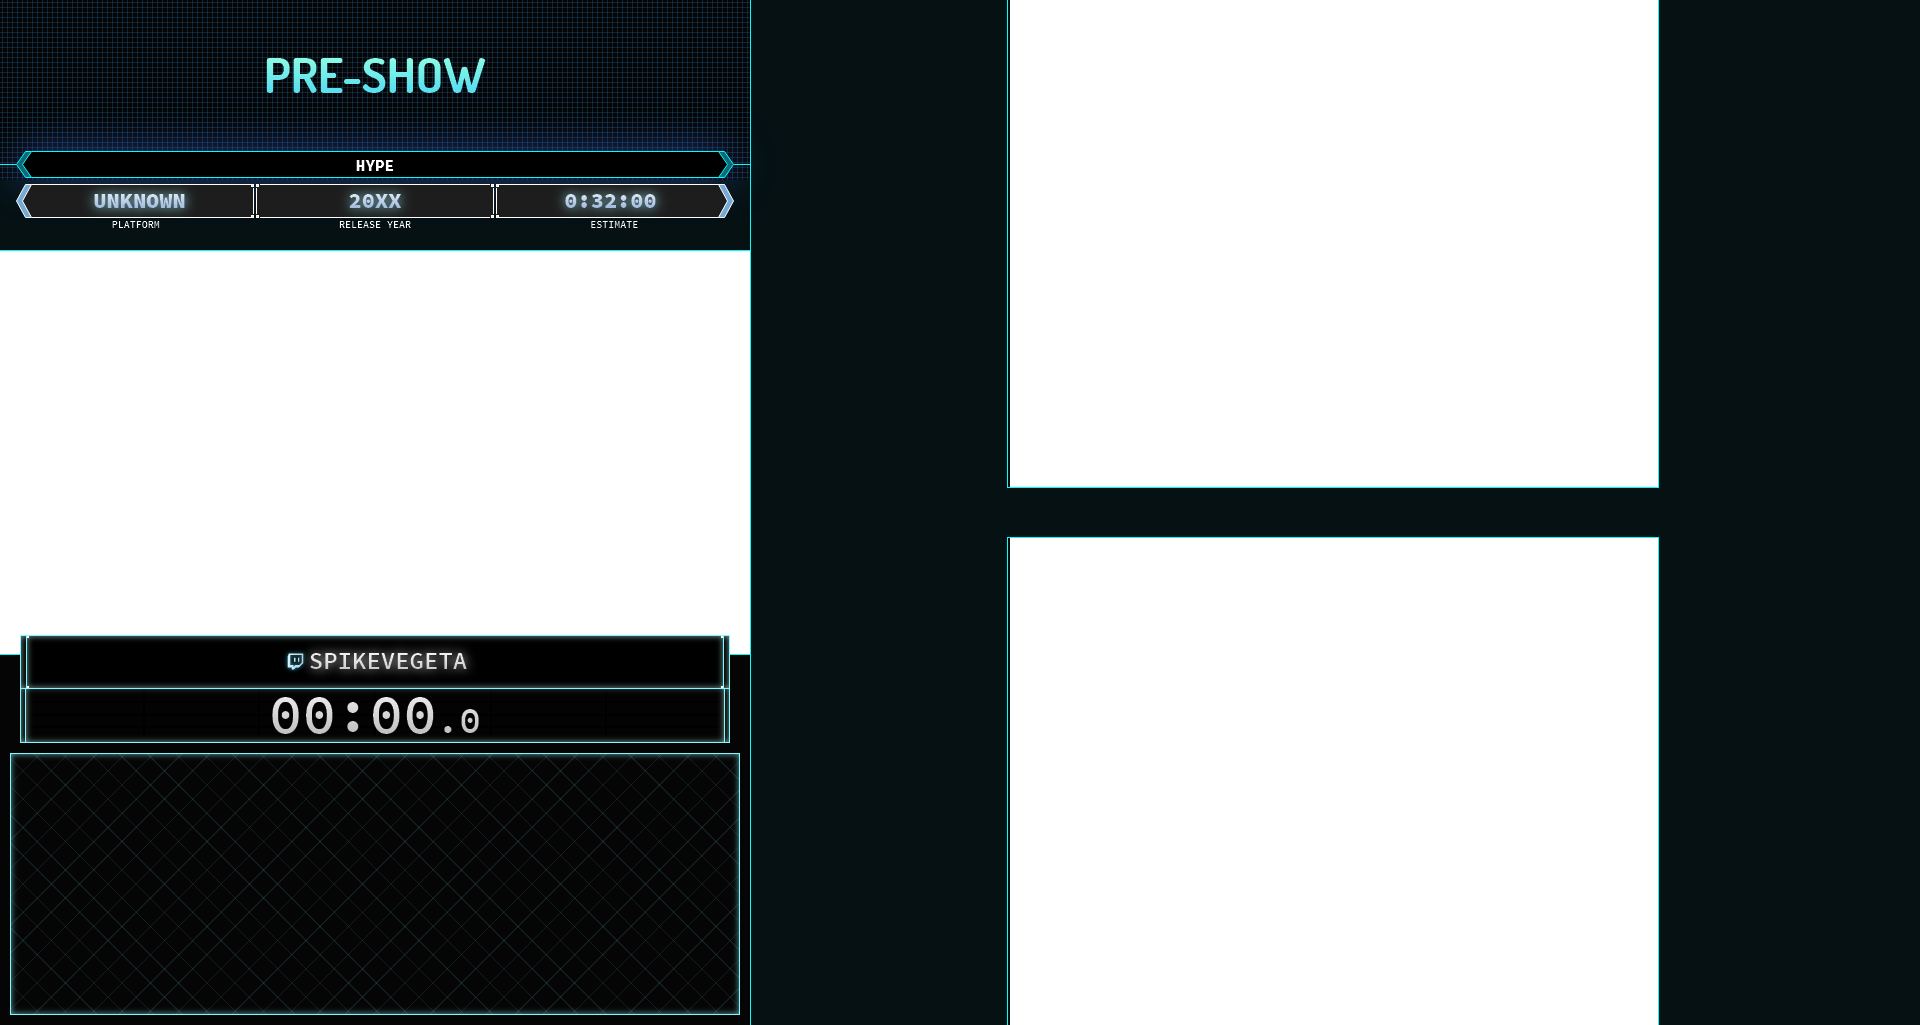 PRE-SHOW
HYPE
UNKNOWN 20XX 0:32:00
PLATFORM RELEASE YEAR ESTIMATE
SPIKEVEGETA
00:00.0